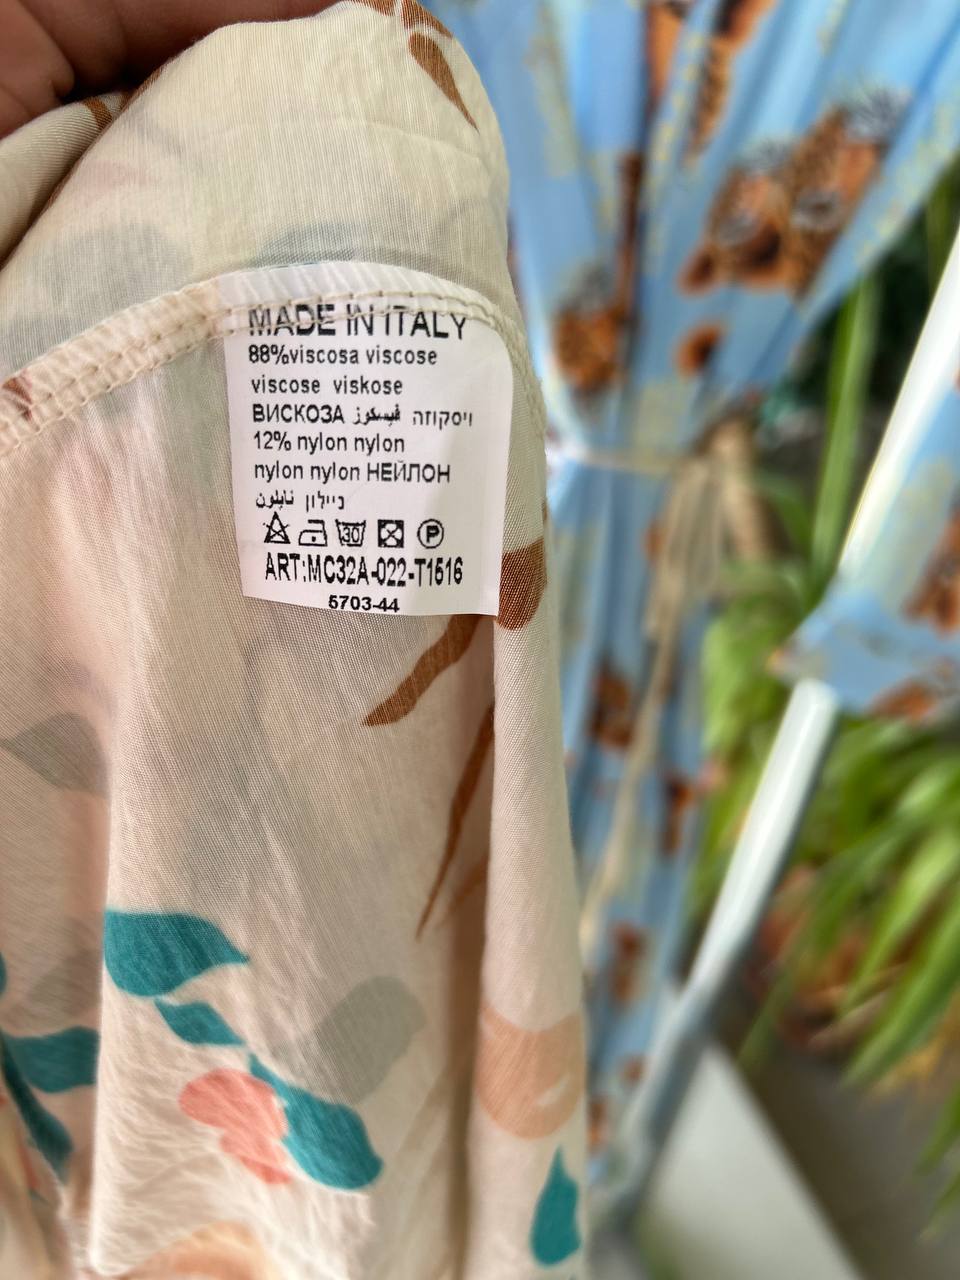 MADE IN ITALY
88%viscosa viscose
viscose viskose
ВИСКОЗА فيسكوز ויסקוזה
12% nylon nylon
nylon nylon НЕЙЛОН
نايلون ניילון
30 P
ART:MC32A-022-T1516
5703-44